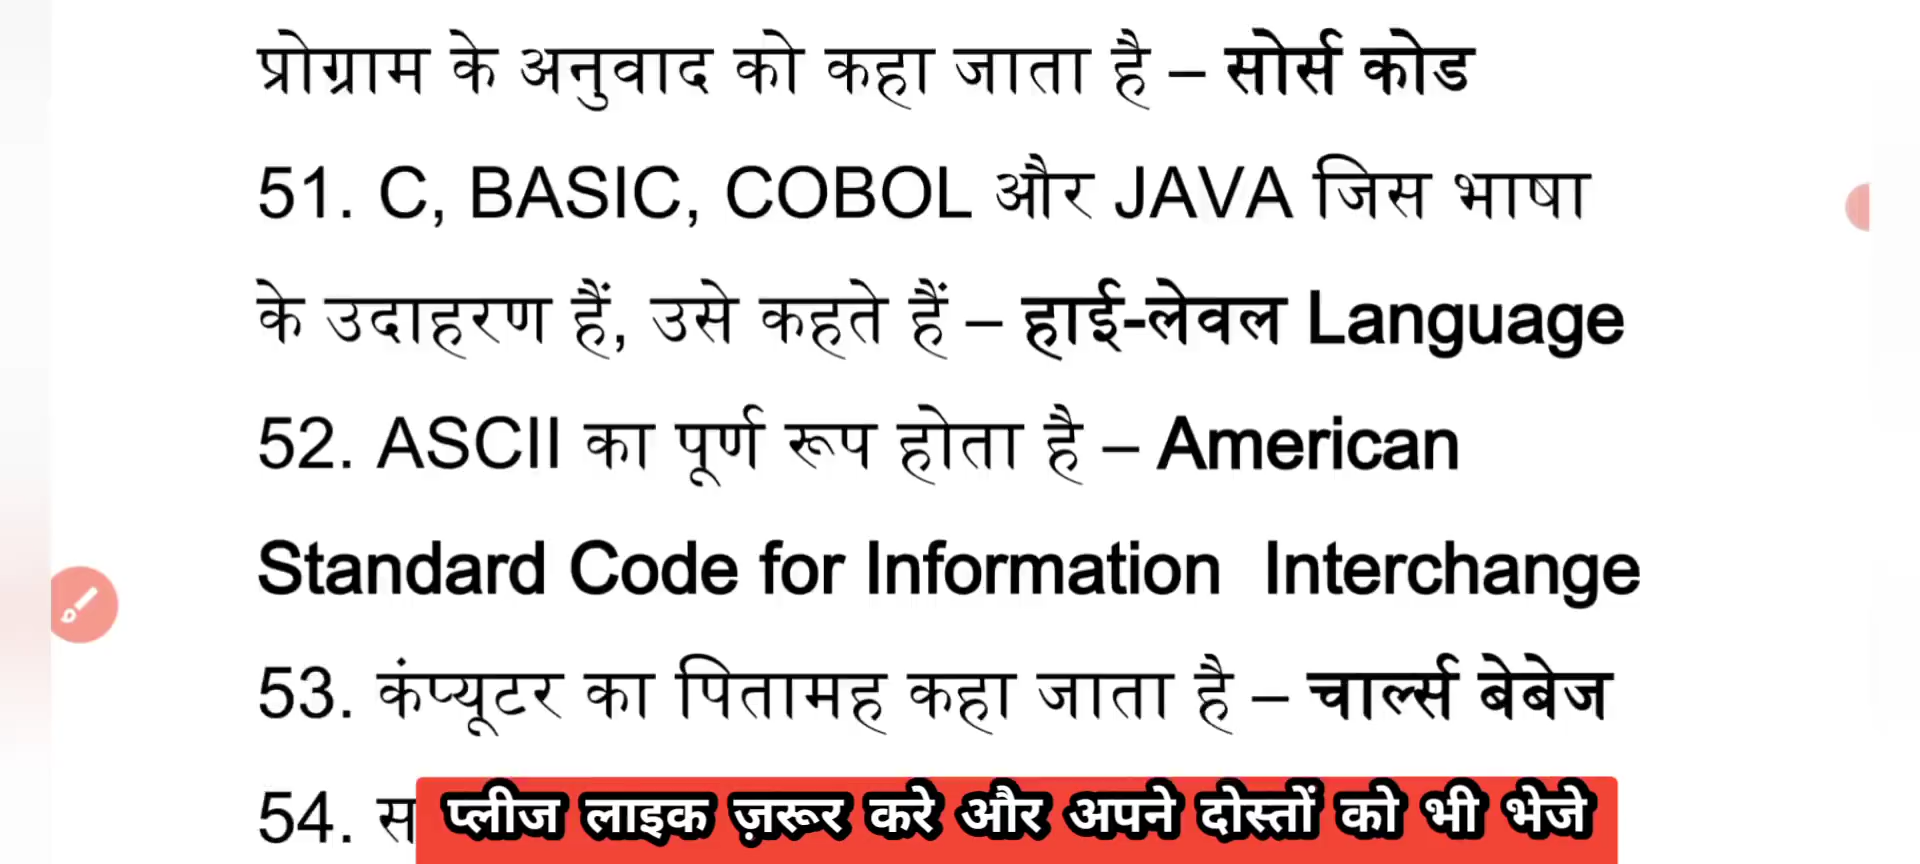 प्रोग्राम के अनुवाद को कहा जाता है – सोर्स कोड
51. C, BASIC, COBOL और JAVA जिस भाषा
के उदाहरण हैं, उसे कहते हैं – हाई-लेवल Language
52. ASCII का पूर्ण रूप होता है – American
Standard Code for Information Interchange
53. कंप्यूटर का पितामह कहा जाता है – चार्ल्स बेबेज
54.
प्लीज लाइक ज़रूर करे और अपने दोस्तों को भी भेजे